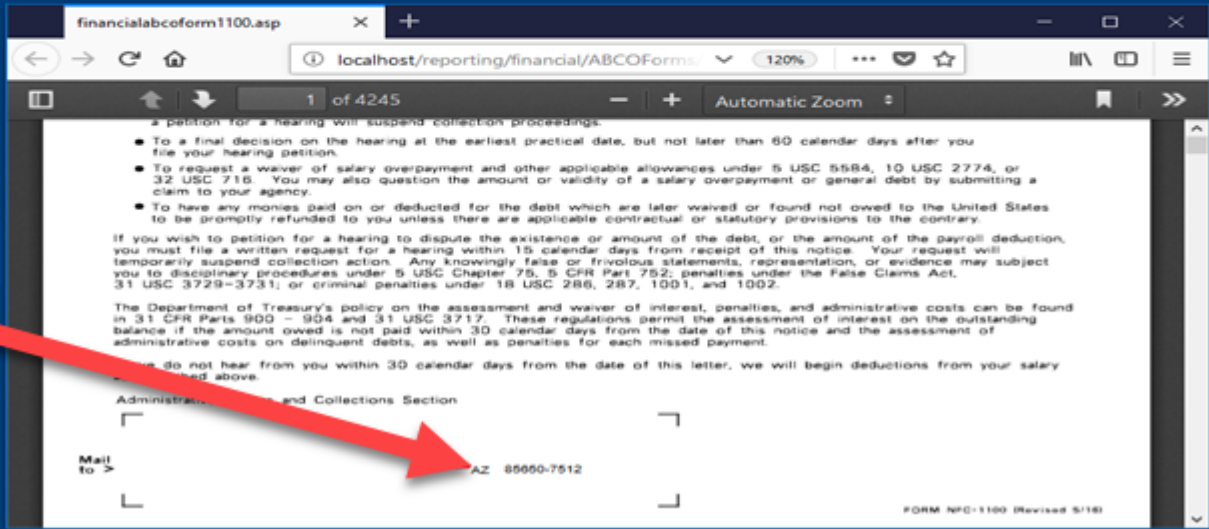 financialabcoform1100.asp
localhost/reporting/financial/ABCOForms
120%
1 of 4245
Automatic Zoom
a petition for a hearing will suspend collection proceedings.
● To a final decision on the hearing at the earliest practical date, but not later than 60 calendar days after you
file your hearing petition.
● To request a waiver of salary overpayment and other applicable allowances under 5 USC 5584, 10 USC 2774, or
32 USC 716. You may also question the amount or validity of a salary overpayment or general debt by submitting a
claim to your agency.
● To have any monies paid on or deducted for the debt which are later waived or found not owed to the United States
to be promptly refunded to you unless there are applicable contractual or statutory provisions to the contrary.
If you wish to petition for a hearing to dispute the existence or amount of the debt, or the amount of the payroll deduction,
you must file a written request for a hearing within 15 calendar days from receipt of this notice. Your request will
temporarily suspend collection action. Any knowingly false or frivolous statements, representation, or evidence may subject
you to disciplinary procedures under 5 USC Chapter 75, 5 CFR Part 752; penalties under the False Claims Act,
31 USC 3729-3731; or criminal penalties under 18 USC 286, 287, 1001, and 1002.
The Department of Treasury's policy on the assessment and waiver of interest, penalties, and administrative costs can be found
in 31 CFR Parts 900 - 904 and 31 USC 3717. These regulations permit the assessment of interest on the outstanding
balance if the amount owed is not paid within 30 calendar days from the date of this notice and the assessment of
administrative costs on delinquent debts, as well as penalties for each missed payment.
we do not hear from you within 30 calendar days from the date of this letter, we will begin deductions from your salary
above.
and Collections Section
Mail
to >
AZ 85650-7512
FORM NFC-1100 (Revised 5/16)